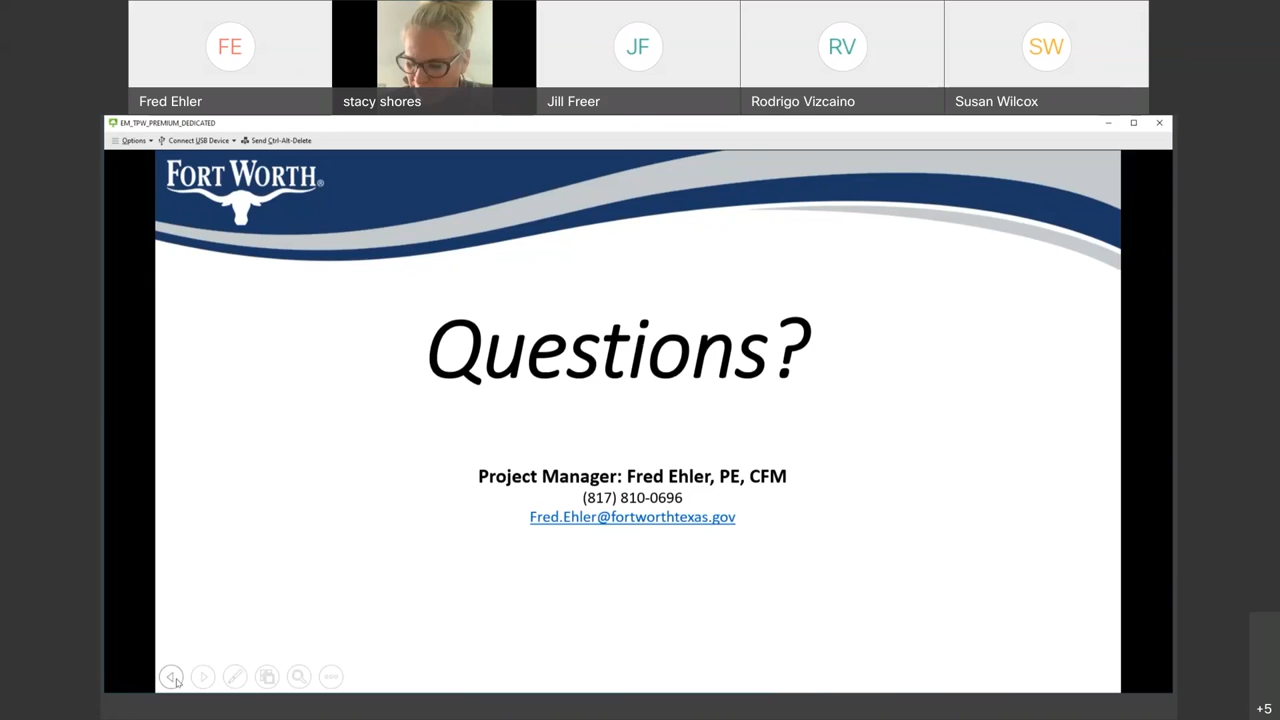 FE
JF
RV
SW
Fred Ehler
stacy shores
Jill Freer
Rodrigo Vizcaino
Susan Wilcox
EM_TPW_PREMIUM_DEDICATED
Options
Connect USB Device
Send Ctrl-Alt-Delete
FORT WORTH®
Questions?
Project Manager: Fred Ehler, PE, CFM
(817) 810-0696
Fred.Ehler@fortworthtexas.gov
+5